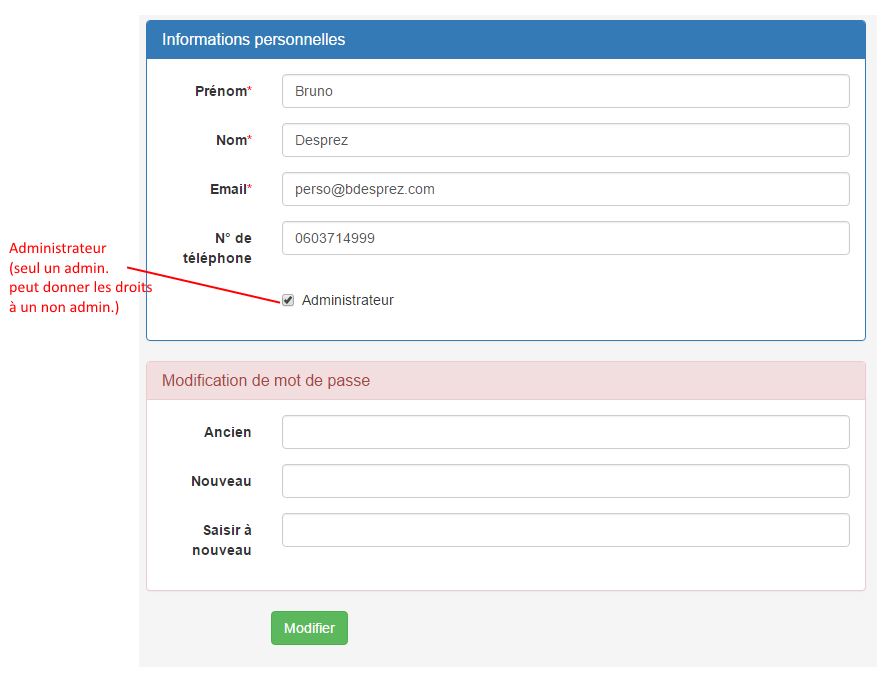 Informations personnelles
Prénom*
Bruno
Nom*
Desprez
Email*
perso@bdesprez.com
N° de
téléphone
0603714999
Administrateur
(seul un admin.
peut donner les droits
à un non admin.)
Administrateur
Modification de mot de passe
Ancien
Nouveau
Saisir à
nouveau
Modifier